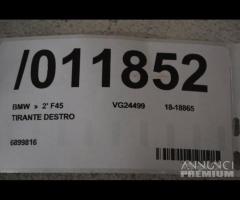 /011852
BMW » 2' F45 VG24499 18-18865
TIRANTE DESTRO
6899816
ANNUNCI
PREMIUM